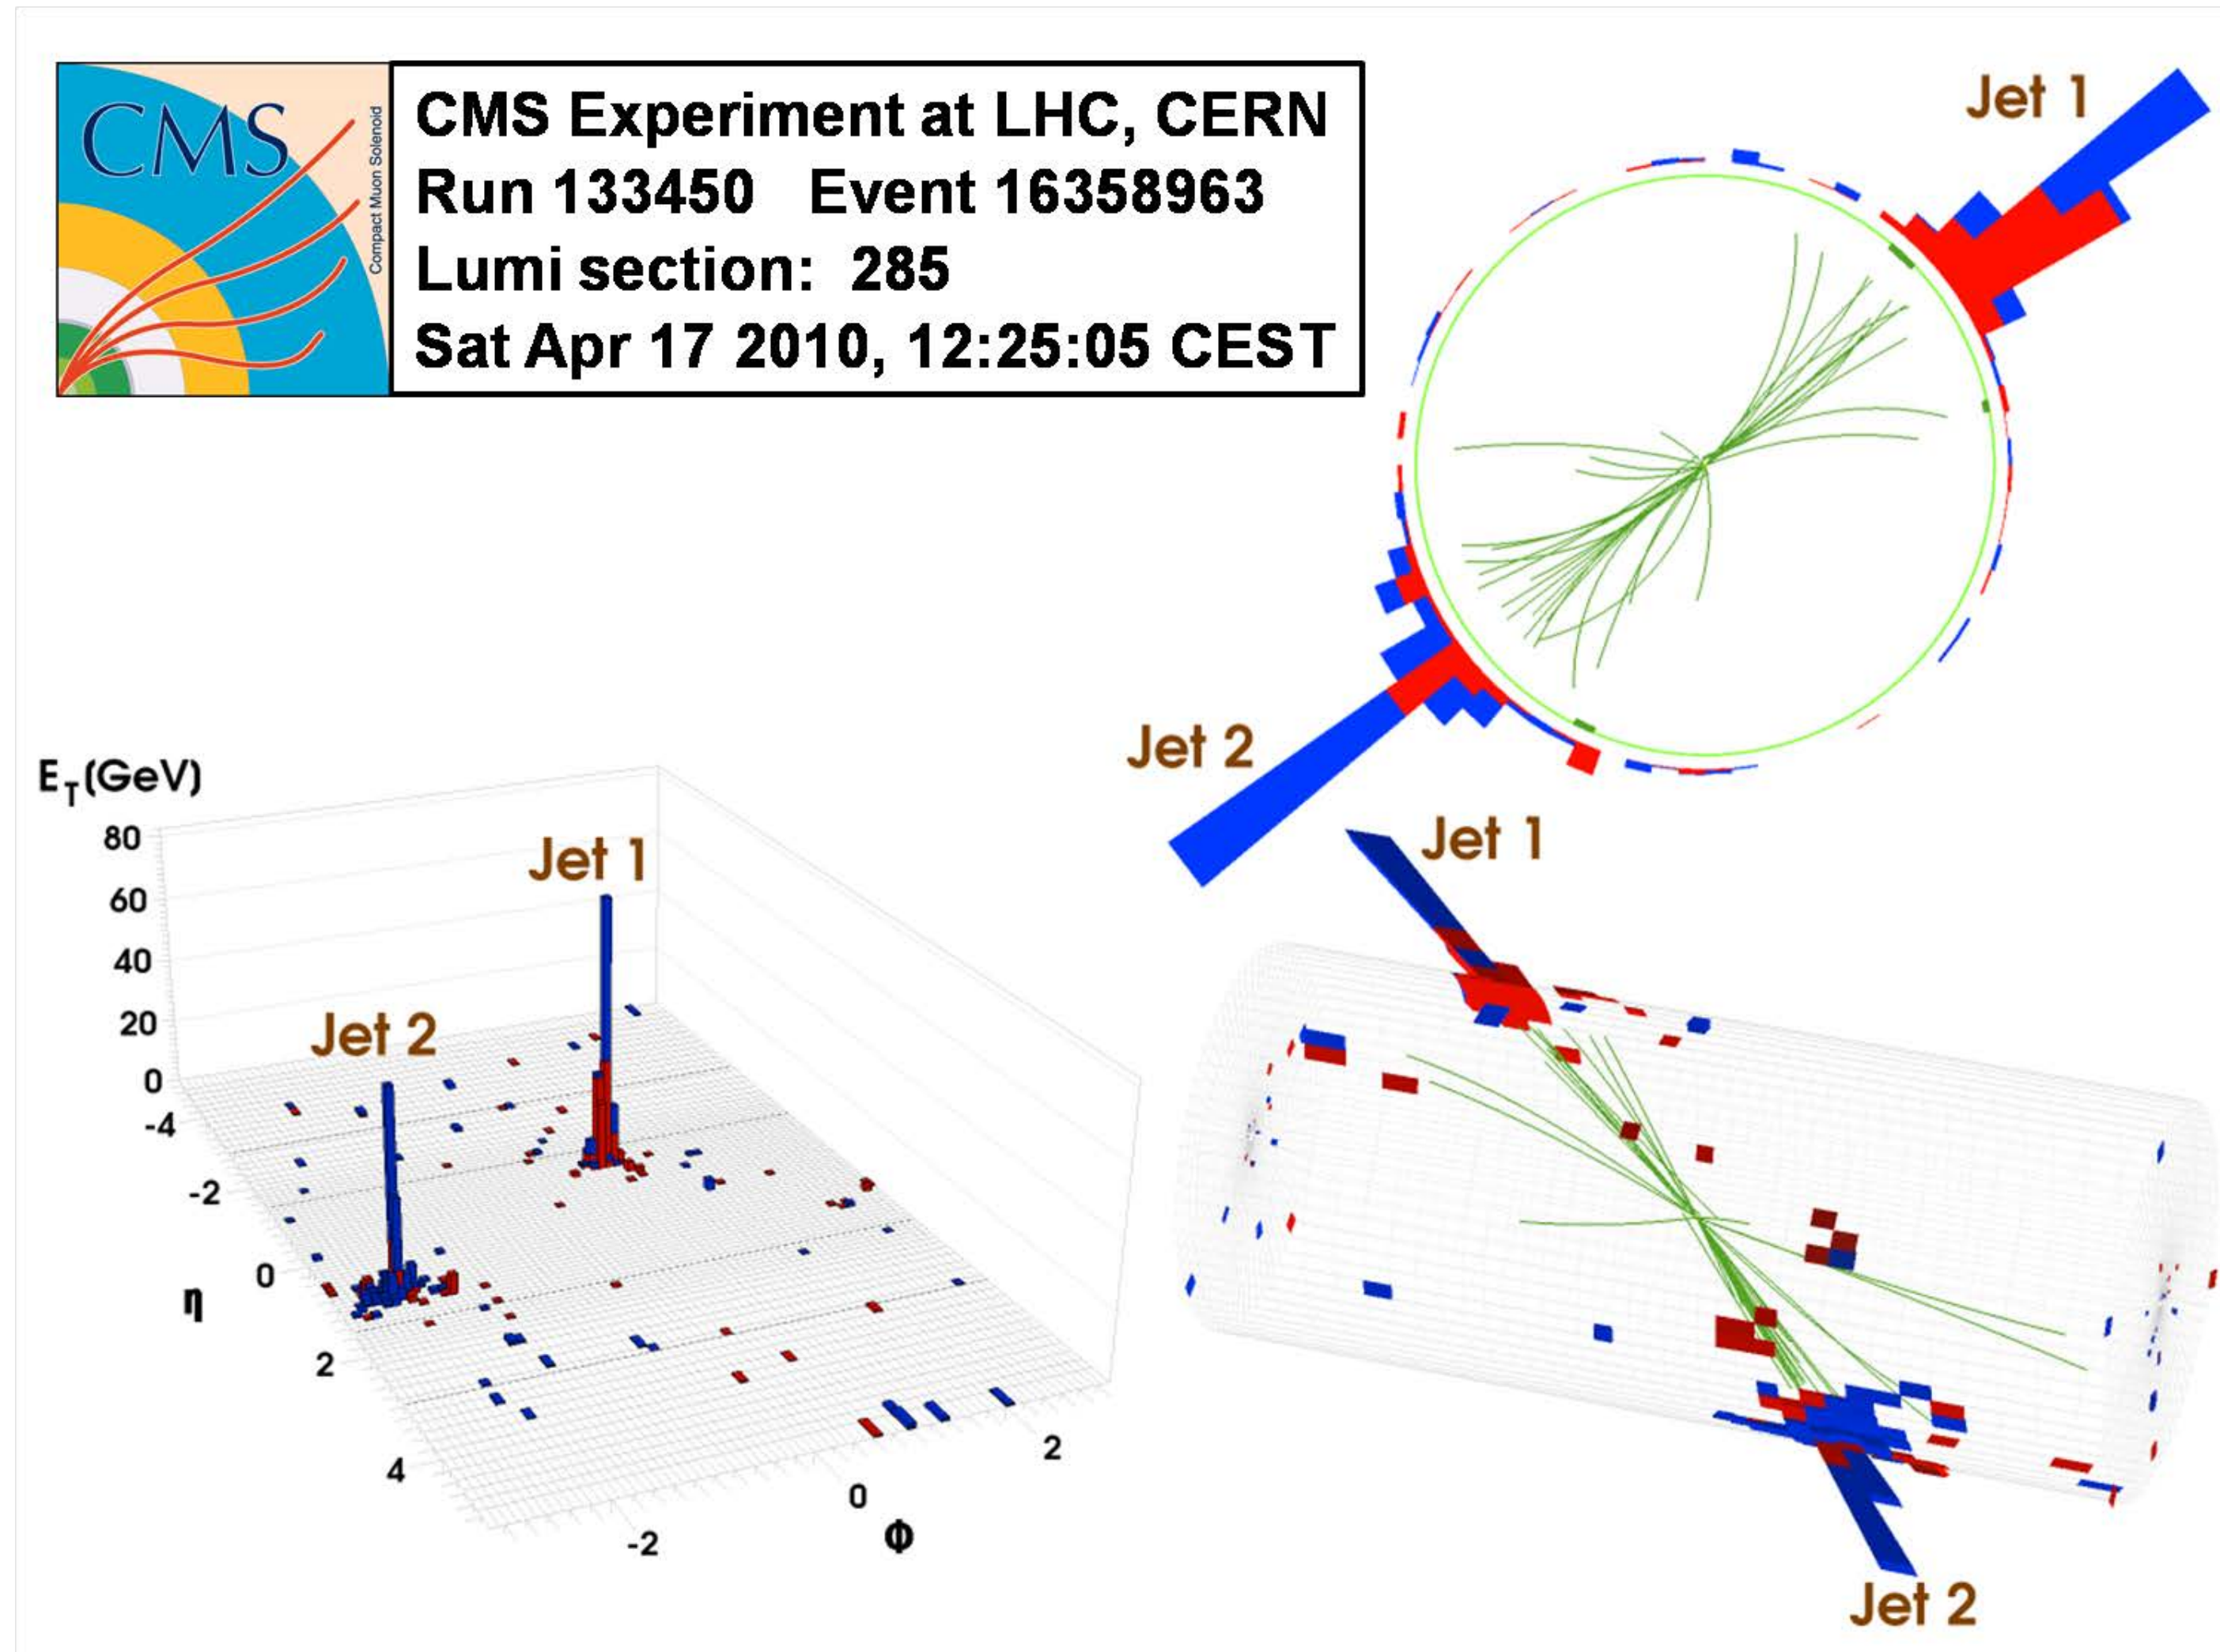 CMS
Compact Muon Solenoid
CMS Experiment at LHC, CERN
Run 133450 Event 16358963
Lumi section: 285
Sat Apr 17 2010, 12:25:05 CEST
Jet 1
Jet 2
E_T(GeV)
80
60
40
20
0
-4
-2
0
2
4
η
-2
0
2
Φ
Jet 1
Jet 2
Jet 1
Jet 2